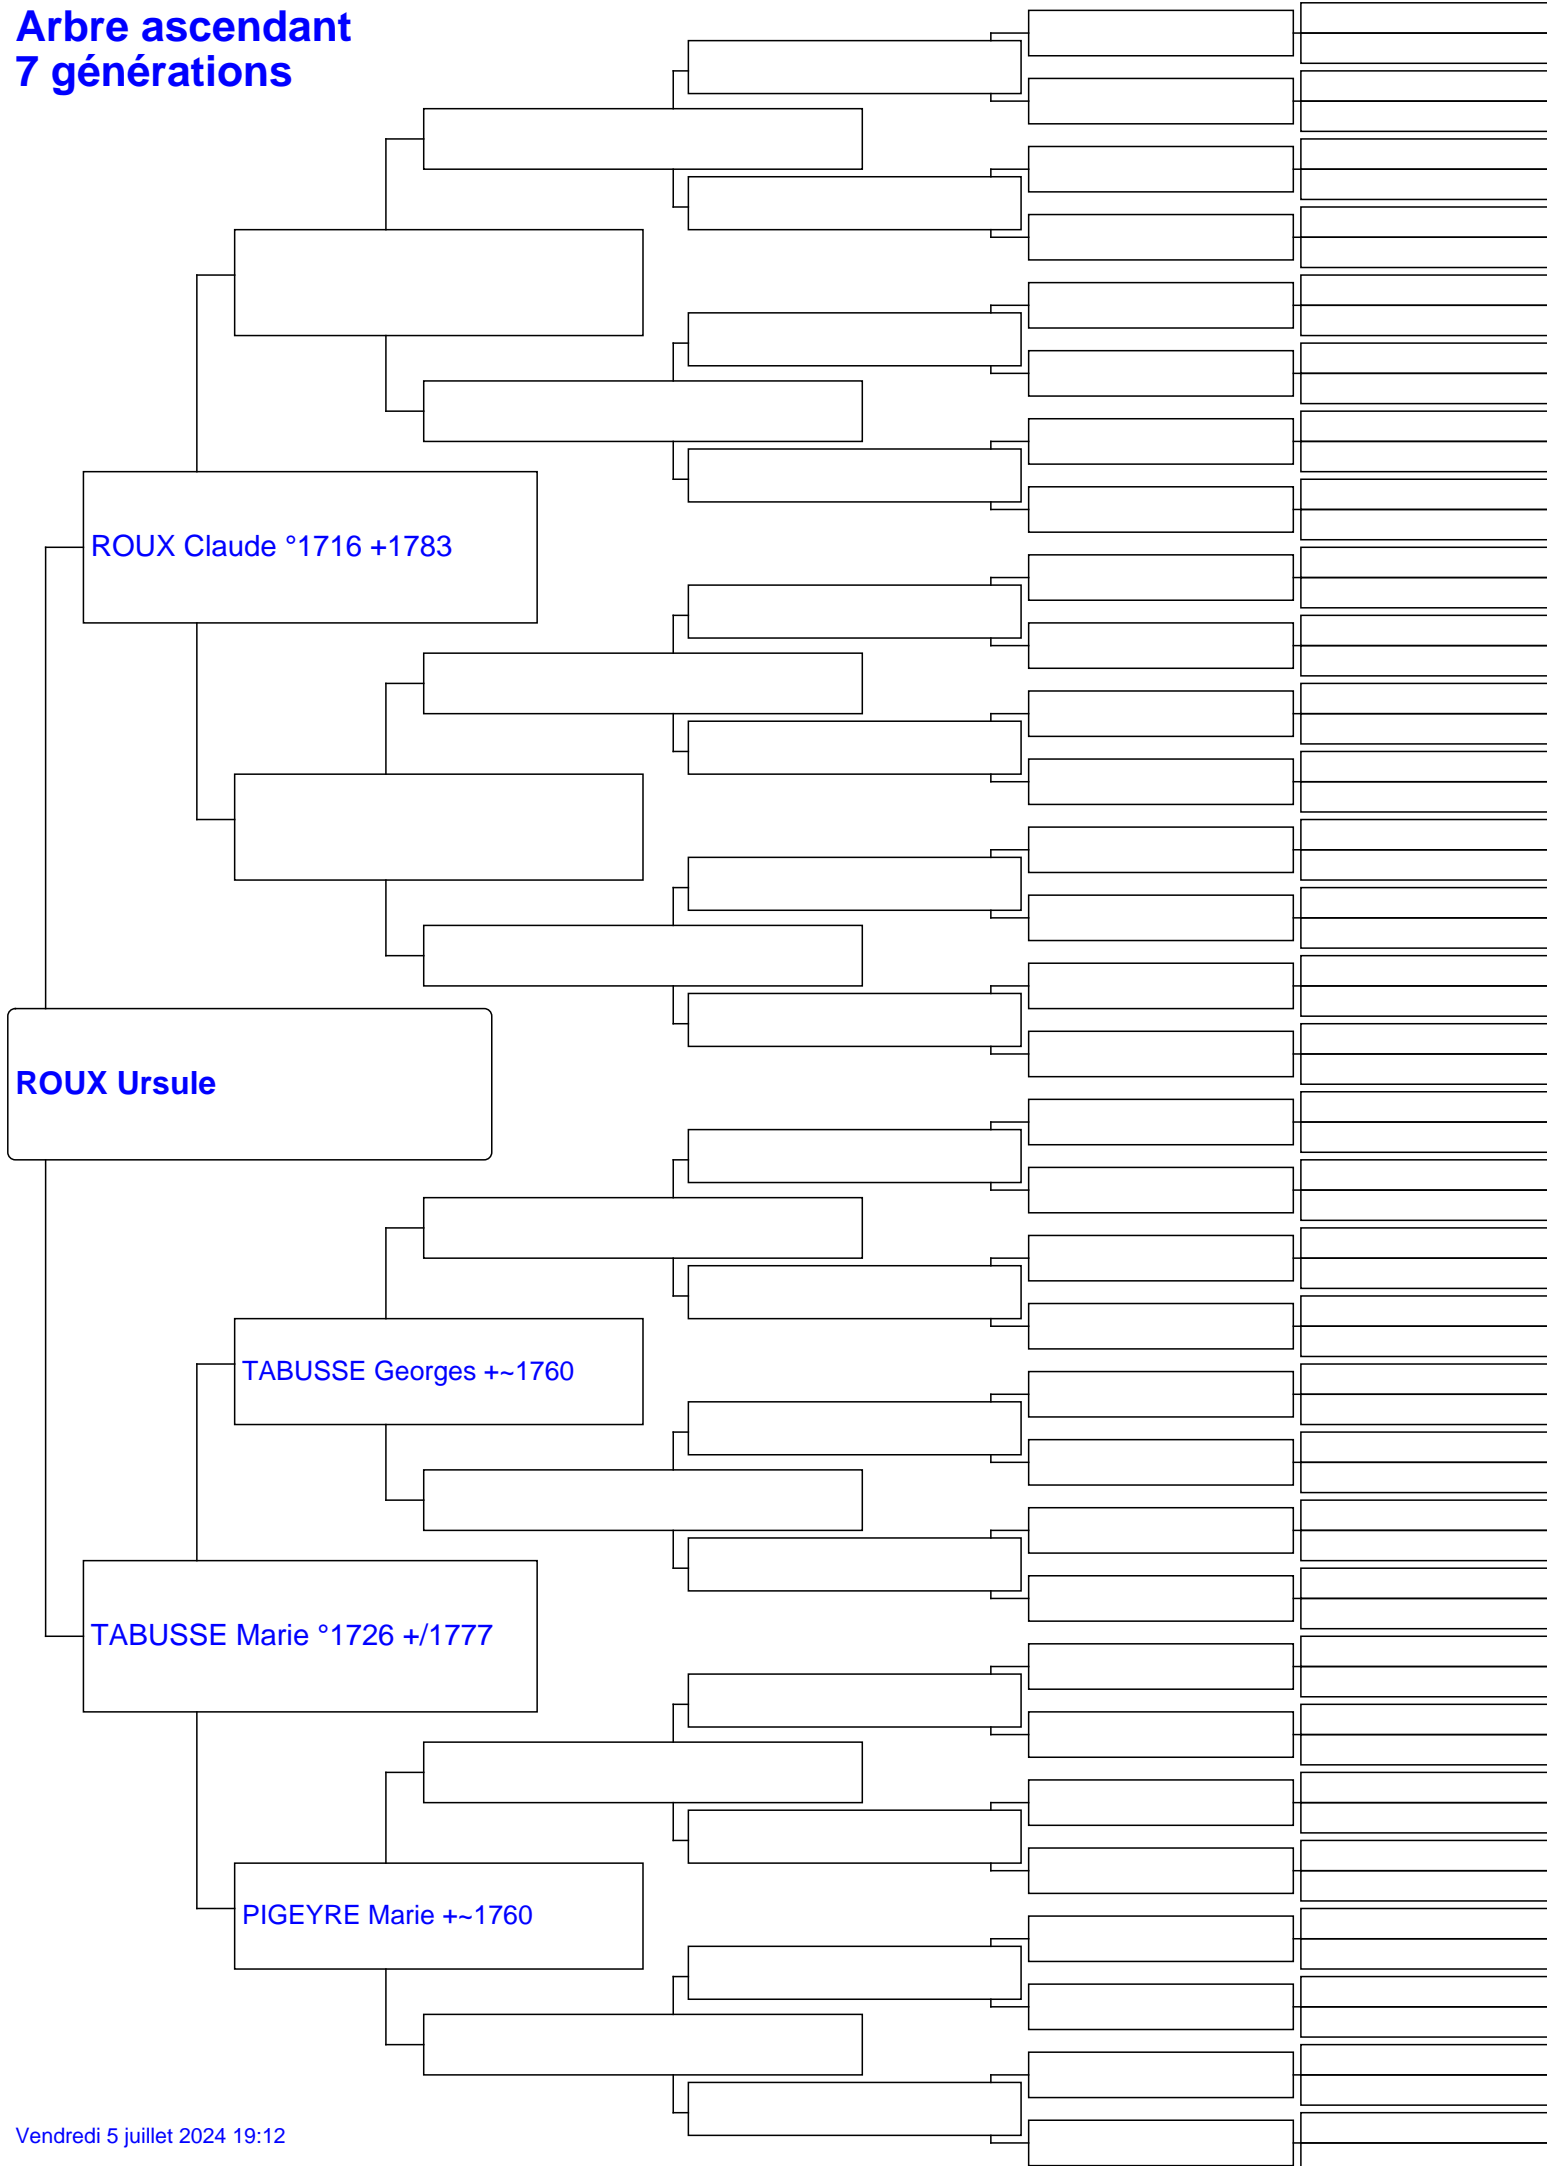 Arbre ascendant
7 générations
ROUX Claude °1716 +1783
ROUX Ursule
TABUSSE Georges +~1760
TABUSSE Marie °1726 +/1777
PIGEYRE Marie +~1760
Vendredi 5 juillet 2024 19:12